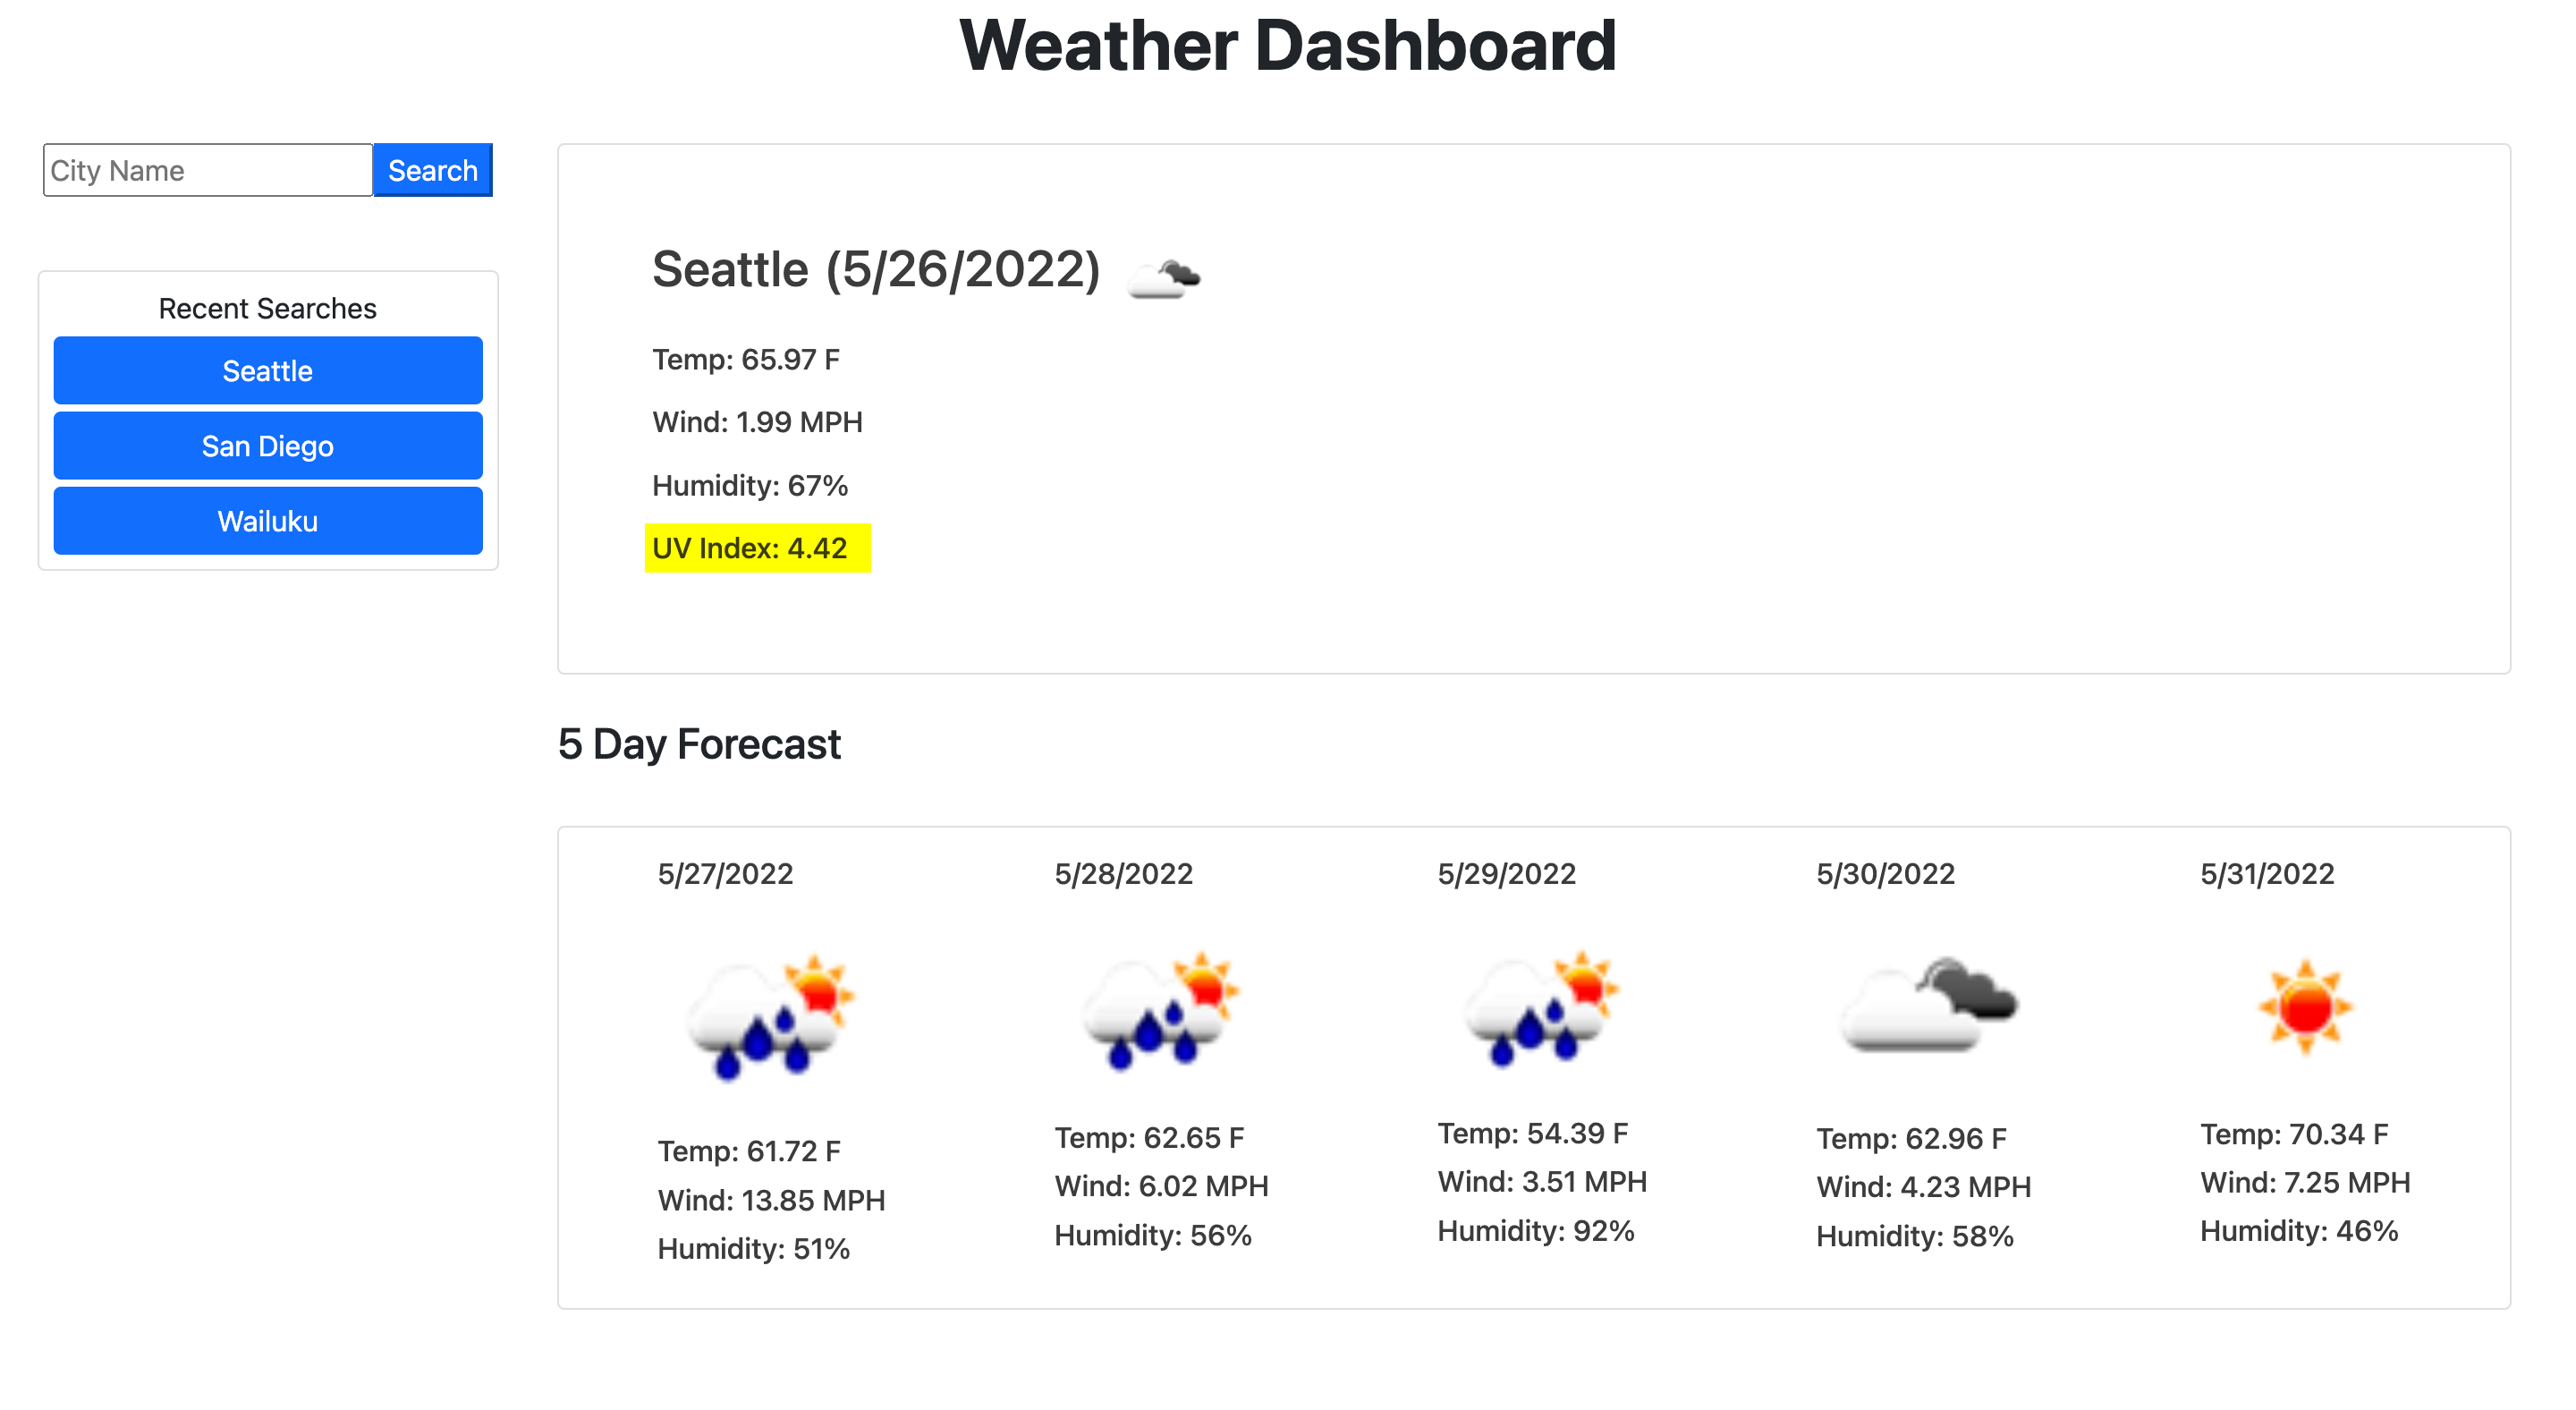 Weather Dashboard
City Name
Search
Recent Searches
Seattle
San Diego
Wailuku
Seattle (5/26/2022)
Temp: 65.97 F
Wind: 1.99 MPH
Humidity: 67%
UV Index: 4.42
5 Day Forecast
5/27/2022
Temp: 61.72 F
Wind: 13.85 MPH
Humidity: 51%
5/28/2022
Temp: 62.65 F
Wind: 6.02 MPH
Humidity: 56%
5/29/2022
Temp: 54.39 F
Wind: 3.51 MPH
Humidity: 92%
5/30/2022
Temp: 62.96 F
Wind: 4.23 MPH
Humidity: 58%
5/31/2022
Temp: 70.34 F
Wind: 7.25 MPH
Humidity: 46%